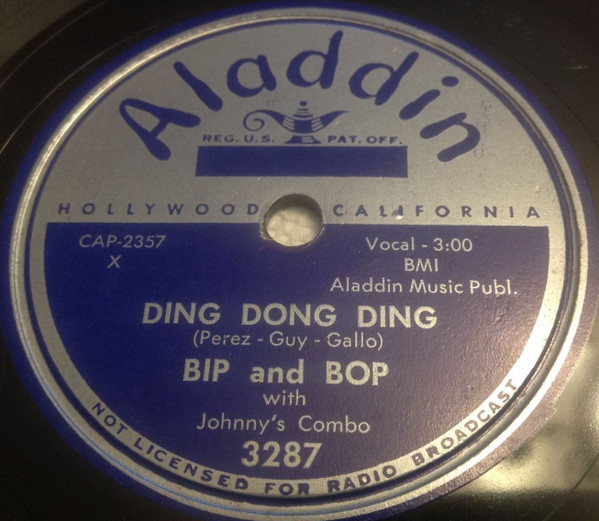 Aladdin
REG. U.S. PAT. OFF.
HOLLYWOOD CALIFORNIA
CAP-2357
X
Vocal - 3:00
BMI
Aladdin Music Publ.
DING DONG DING
(Perez - Guy - Gallo)
BIP and BOP
with
Johnny's Combo
3287
NOT LICENSED FOR RADIO BROADCAST